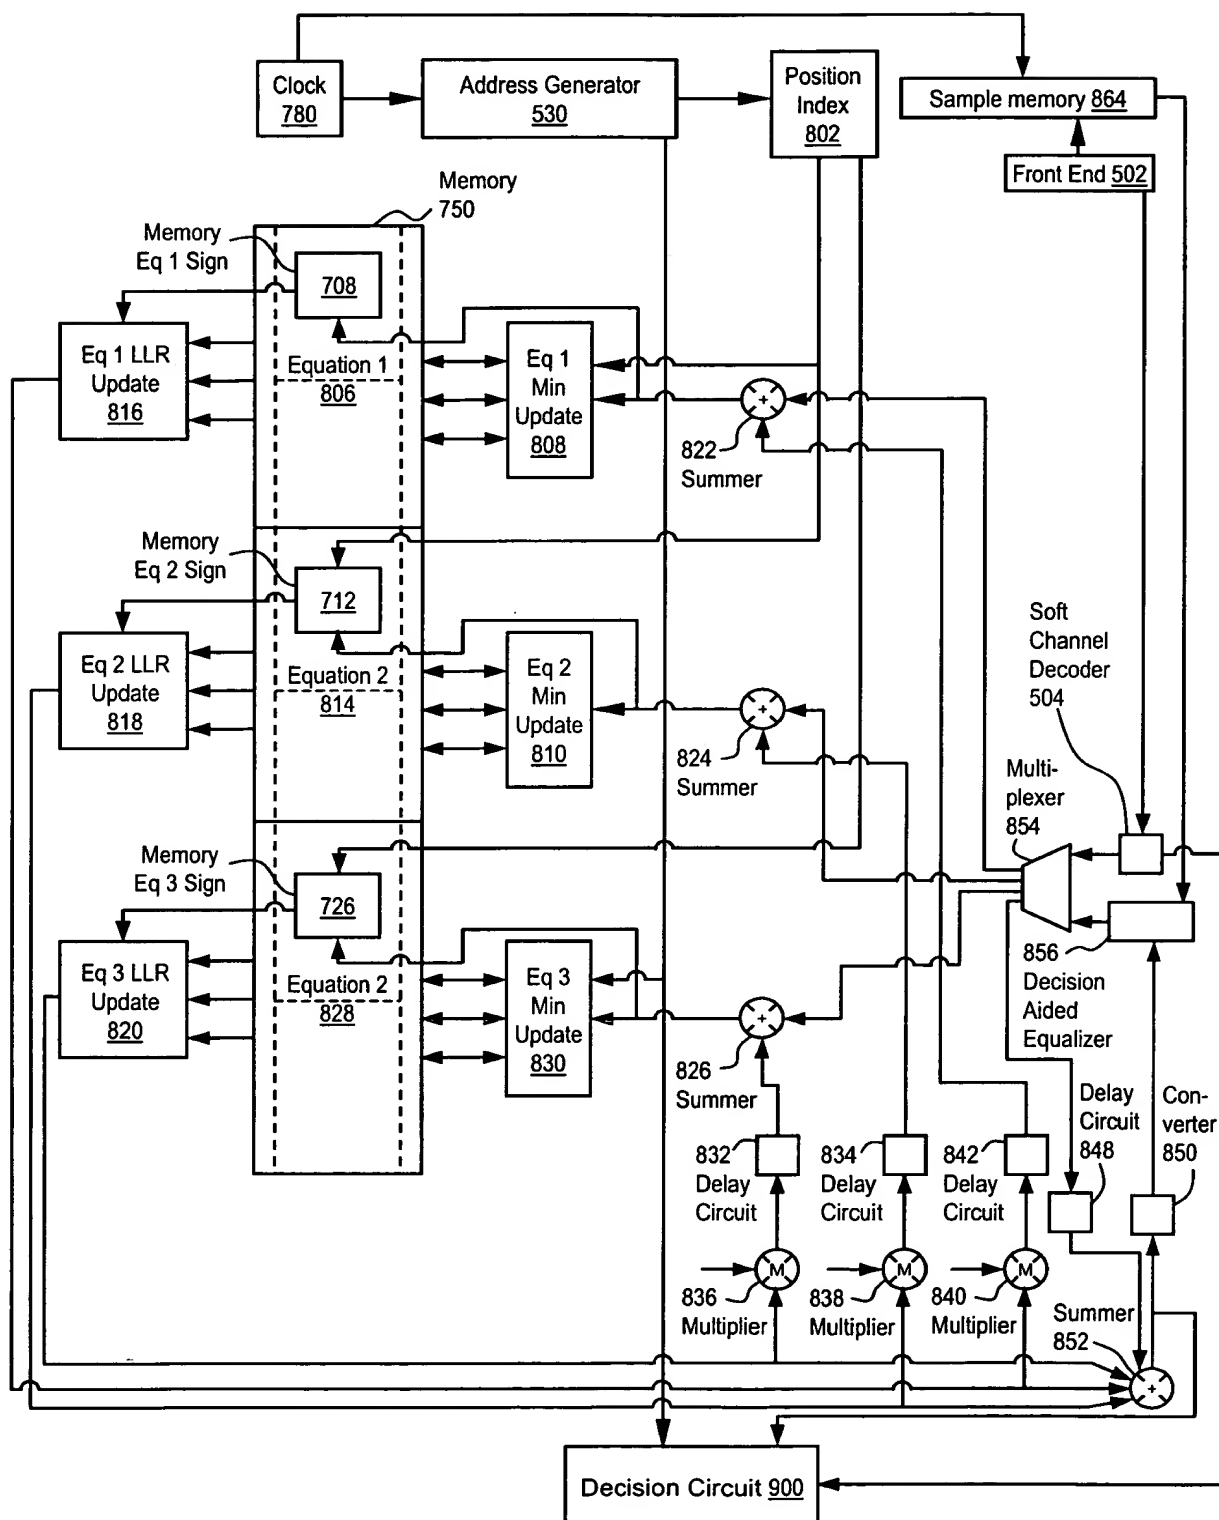 Clock
780
Address Generator
530
Position
Index
802
Sample memory 864
Front End 502
Memory
750
Memory
Eq 1 Sign
708
Eq 1 LLR
Update
816
Equation 1
806
Eq 1
Min
Update
808
+
822
Summer
Memory
Eq 2 Sign
712
Eq 2 LLR
Update
818
Equation 2
814
Eq 2
Min
Update
810
+
824
Summer
Soft
Channel
Decoder
504
Multi-
plexer
854
Memory
Eq 3 Sign
726
Eq 3 LLR
Update
820
Equation 2
828
Eq 3
Min
Update
830
+
826
Summer
856
Decision
Aided
Equalizer
832
Delay
Circuit
834
Delay
Circuit
842
Delay
Circuit
Delay
Circuit
848
Con-
verter
850
M
836
Multiplier
M
838
Multiplier
M
840
Multiplier
Summer
852
+
Decision Circuit 900